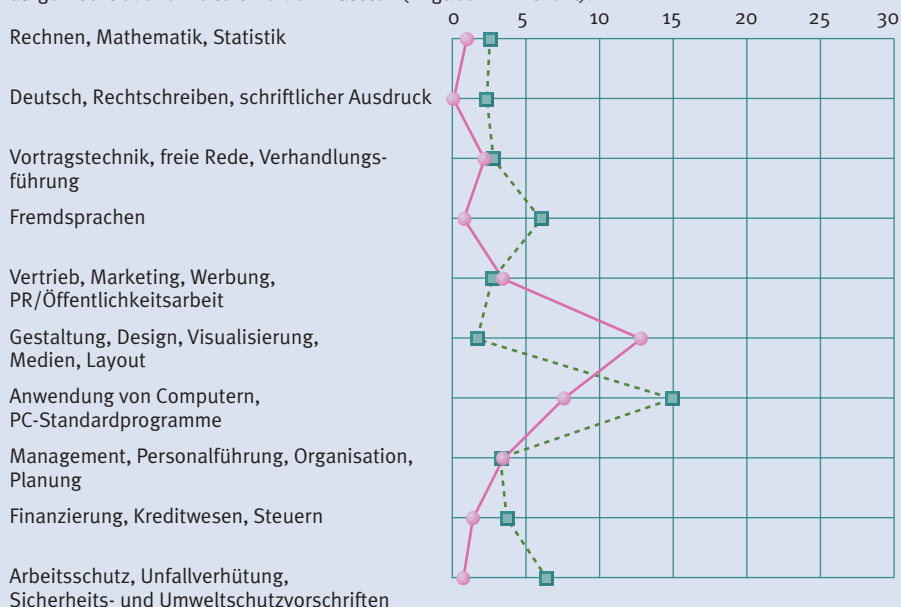 0 5 10 15 20 25 30
Rechnen, Mathematik, Statistik
Deutsch, Rechtschreiben, schriftlicher Ausdruck
Vortragstechnik, freie Rede, Verhandlungs-
führung
Fremdsprachen
Vertrieb, Marketing, Werbung,
PR/Öffentlichkeitsarbeit
Gestaltung, Design, Visualisierung,
Medien, Layout
Anwendung von Computern,
PC-Standardprogramme
Management, Personalführung, Organisation,
Planung
Finanzierung, Kreditwesen, Steuern
Arbeitsschutz, Unfallverhütung,
Sicherheits- und Umweltschutzvorschriften